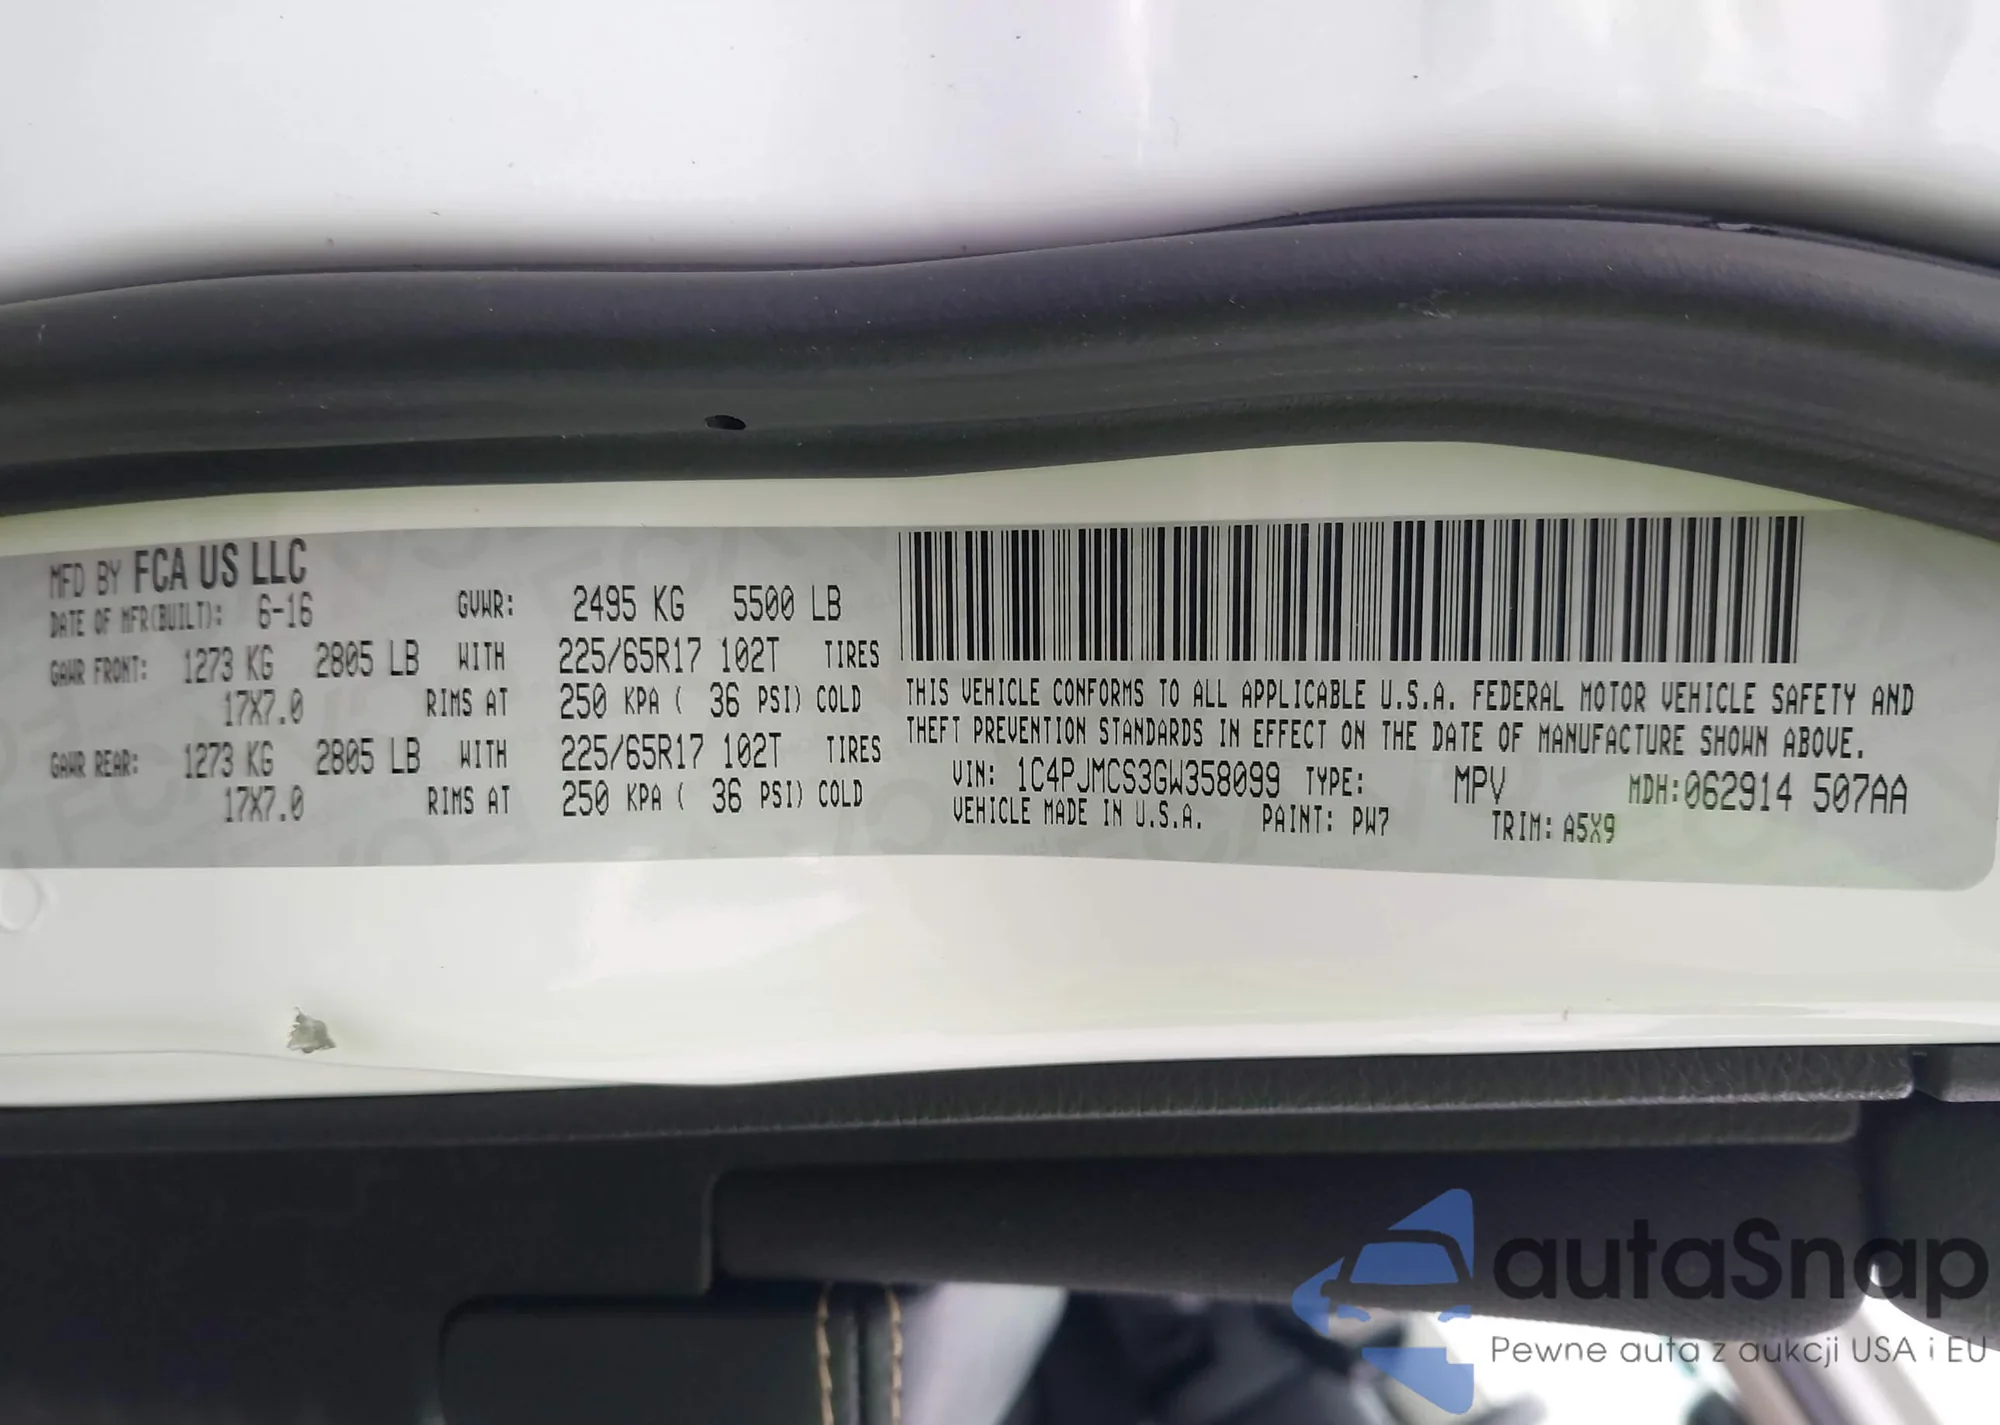 MFD BY FCA US LLC
DATE OF MFR(BUILT): 6-16 GVWR: 2495 KG 5500 LB
GAWR FRONT: 1273 KG 2805 LB WITH 225/65R17 102T TIRES
17X7.0 RIMS AT 250 KPA ( 36 PSI) COLD
GAWR REAR: 1273 KG 2805 LB WITH 225/65R17 102T TIRES
17X7.0 RIMS AT 250 KPA ( 36 PSI) COLD
THIS VEHICLE CONFORMS TO ALL APPLICABLE U.S.A. FEDERAL MOTOR VEHICLE SAFETY AND
THEFT PREVENTION STANDARDS IN EFFECT ON THE DATE OF MANUFACTURE SHOWN ABOVE.
VIN: 1C4PJMCS3GW358099 TYPE: MPV MDH:062914 507AA
VEHICLE MADE IN U.S.A. PAINT: PW7 TRIM: A5X9
autaSnap
Pewne auta z aukcji USA i EU